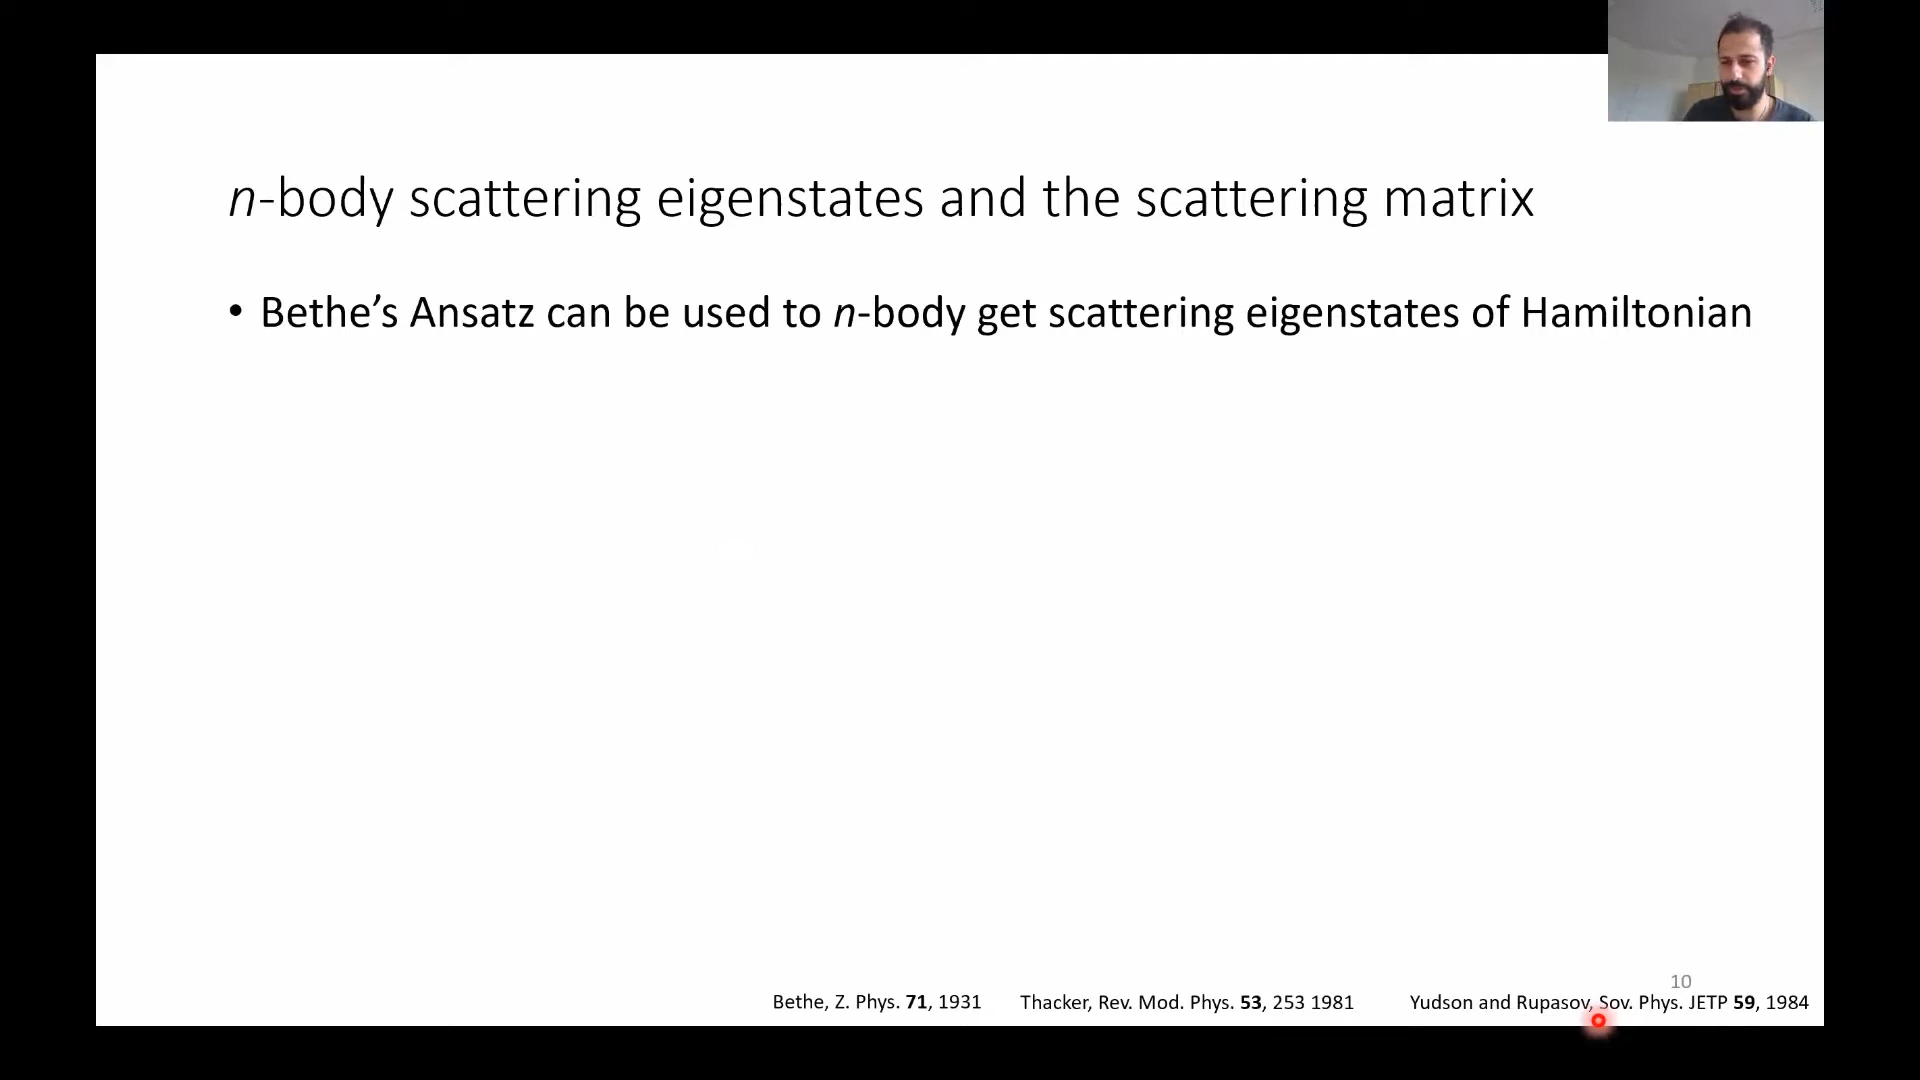 n-body scattering eigenstates and the scattering matrix
• Bethe’s Ansatz can be used to n-body get scattering eigenstates of Hamiltonian
10
Bethe, Z. Phys. 71, 1931 Thacker, Rev. Mod. Phys. 53, 253 1981 Yudson and Rupasov, Sov. Phys. JETP 59, 1984